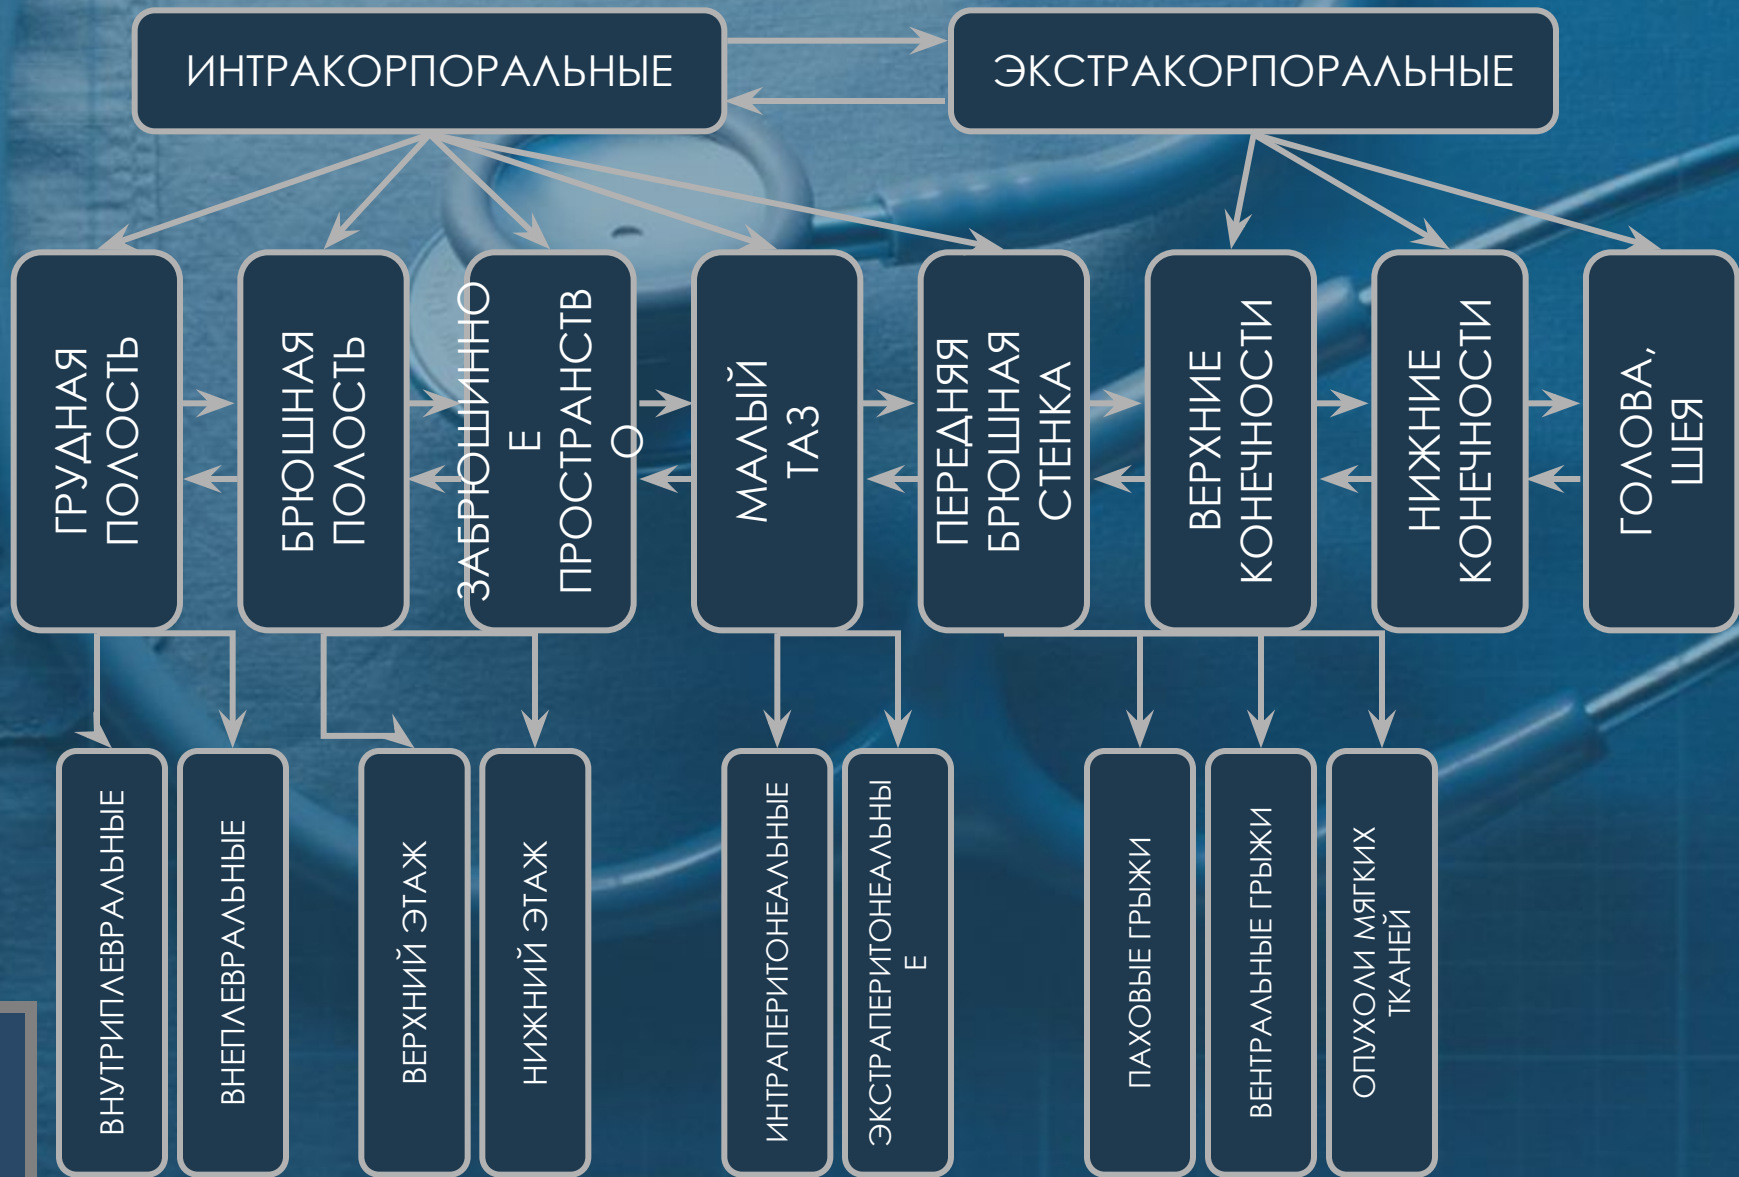 ИНТРАКОРПОРАЛЬНЫЕ
ЭКСТРАКОРПОРАЛЬНЫЕ
ГРУДНАЯ
ПОЛОСТЬ
БРЮШНАЯ
ПОЛОСТЬ
ЗАБРЮШИННО
Е
ПРОСТРАНСТВ
О
МАЛЫЙ
ТАЗ
ПЕРЕДНЯЯ
БРЮШНАЯ
СТЕНКА
ВЕРХНИЕ
КОНЕЧНОСТИ
НИЖНИЕ
КОНЕЧНОСТИ
ГОЛОВА,
ШЕЯ
ВНУТРИПЛЕВРАЛЬНЫЕ
ВНЕПЛЕВРАЛЬНЫЕ
ВЕРХНИЙ ЭТАЖ
НИЖНИЙ ЭТАЖ
ИНТРАПЕРИТОНЕАЛЬНЫЕ
ЭКСТРАПЕРИТОНЕАЛЬНЫ
Е
ПАХОВЫЕ ГРЫЖИ
ВЕНТРАЛЬНЫЕ ГРЫЖИ
ОПУХОЛИ МЯГКИХ
ТКАНЕЙ